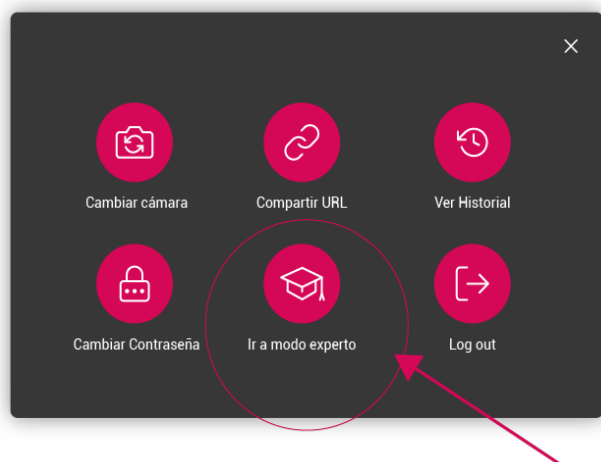 Cambiar cámara
Compartir URL
Ver Historial
Cambiar Contraseña
Ir a modo experto
Log out